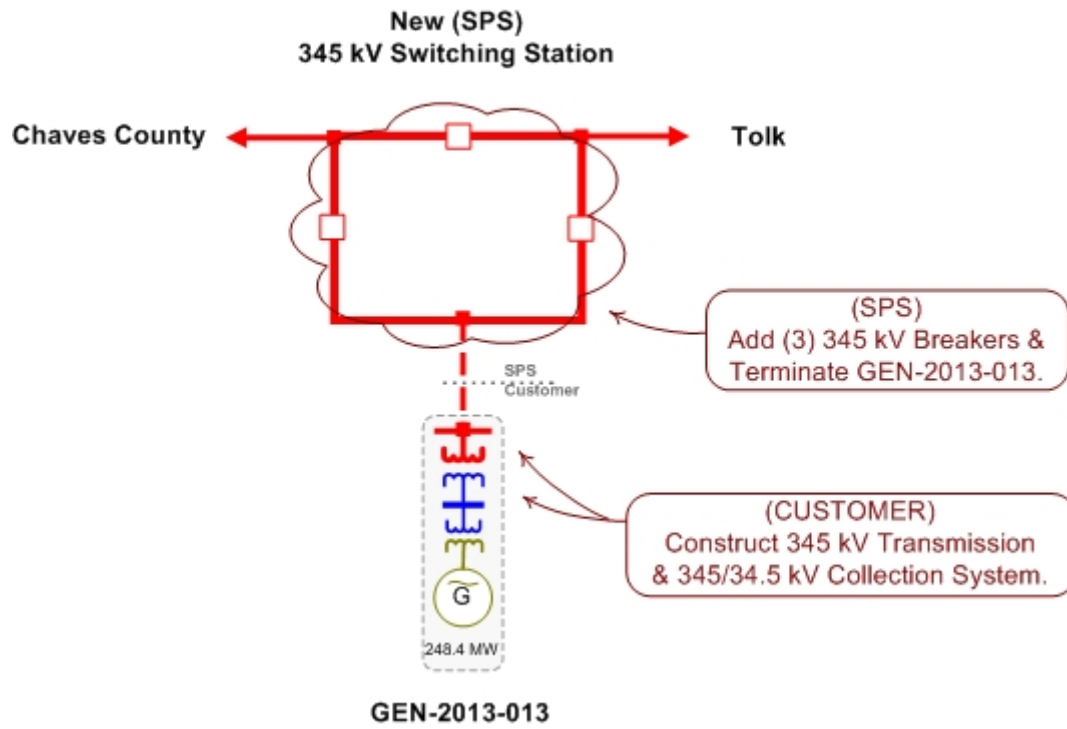 New (SPS)
345 kV Switching Station
Chaves County
Tolk
(SPS)
Add (3) 345 kV Breakers &
Terminate GEN-2013-013.
SPS
Customer
(CUSTOMER)
Construct 345 kV Transmission
& 345/34.5 kV Collection System.
G
248.4 MW
GEN-2013-013